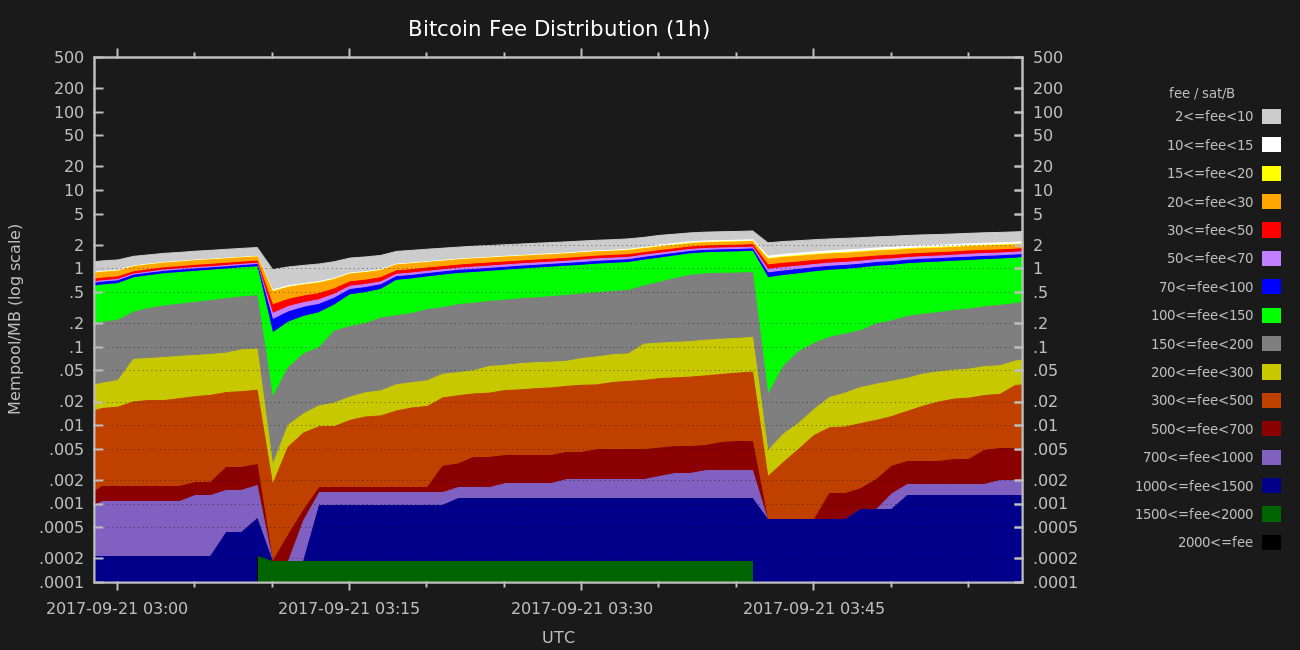 Bitcoin Fee Distribution (1h)
Mempool/MB (log scale)
500
200
100
50
20
10
5
2
1
.5
.2
.1
.05
.02
.01
.005
.002
.001
.0005
.0002
.0001
500
200
100
50
20
10
5
2
1
.5
.2
.1
.05
.02
.01
.005
.002
.001
.0005
.0002
.0001
2017-09-21 03:00
2017-09-21 03:15
2017-09-21 03:30
2017-09-21 03:45
UTC
fee / sat/B
2<=fee<10
10<=fee<15
15<=fee<20
20<=fee<30
30<=fee<50
50<=fee<70
70<=fee<100
100<=fee<150
150<=fee<200
200<=fee<300
300<=fee<500
500<=fee<700
700<=fee<1000
1000<=fee<1500
1500<=fee<2000
2000<=fee